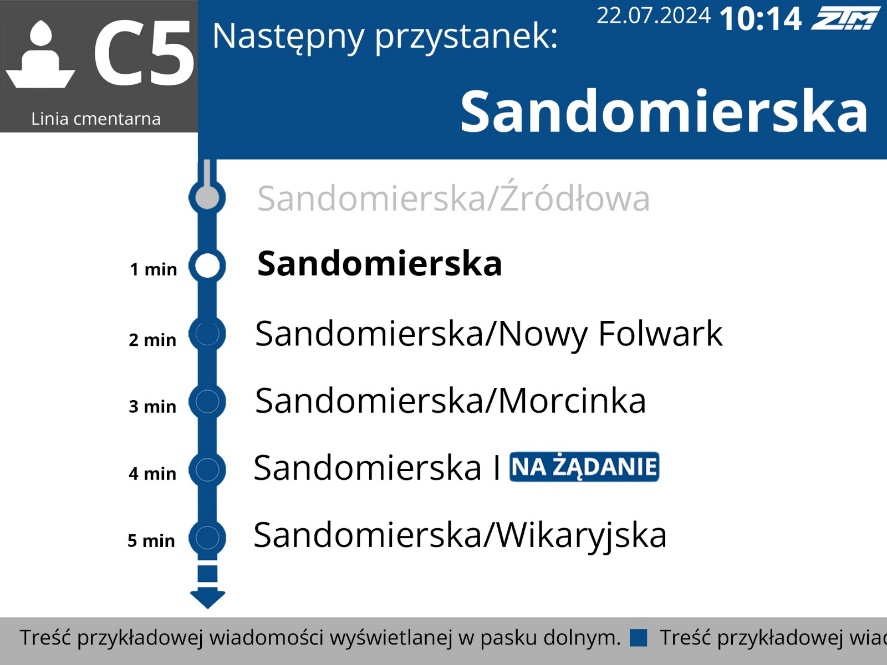 C5
Linia cmentarna
Następny przystanek:
22.07.2024 10:14 ZTM
Sandomierska
Sandomierska/Źródłowa
1 min Sandomierska
2 min Sandomierska/Nowy Folwark
3 min Sandomierska/Morcinka
4 min Sandomierska I NA ŻĄDANIE
5 min Sandomierska/Wikaryjska
Treść przykładowej wiadomości wyświetlanej w pasku dolnym. Treść przykładowej wiad